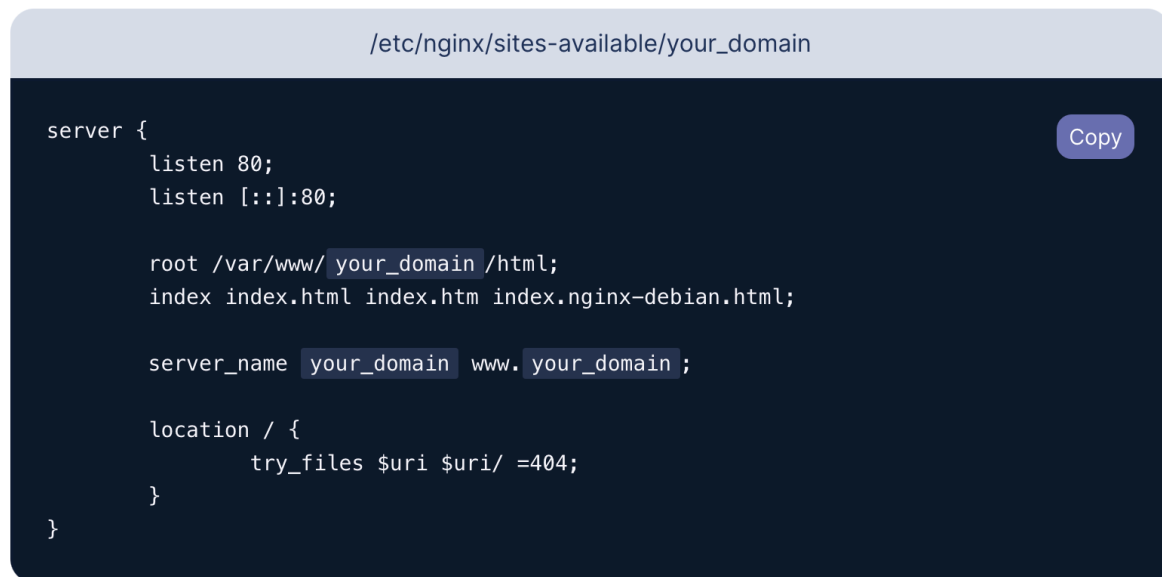 /etc/nginx/sites-available/your_domain
Copy
server {
        listen 80;
        listen [::]:80;

        root /var/www/your_domain/html;
        index index.html index.htm index.nginx-debian.html;

        server_name your_domain www.your_domain;

        location / {
                try_files $uri $uri/ =404;
        }
}